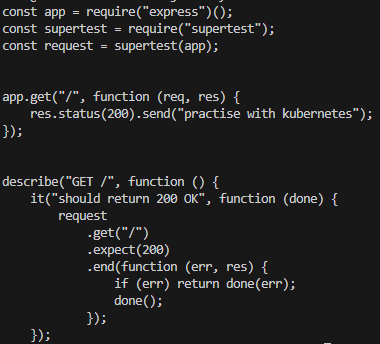 const app = require("express")();
const supertest = require("supertest");
const request = supertest(app);
app.get("/", function (req, res) {
    res.status(200).send("practise with kubernetes");
});
describe("GET /", function () {
    it("should return 200 OK", function (done) {
        request
            .get("/")
            .expect(200)
            .end(function (err, res) {
                if (err) return done(err);
                done();
            });
    });